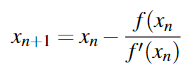 xₙ₊₁ = xₙ − f(xₙ / f′(xₙ)